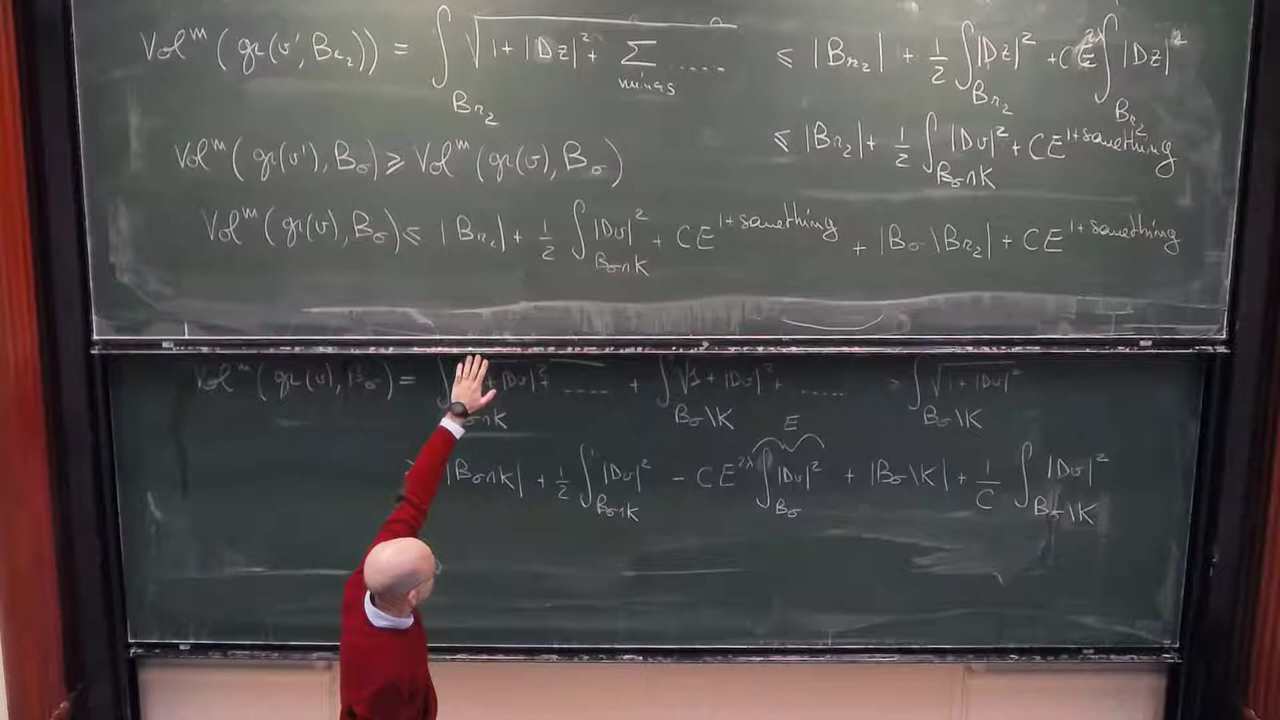 Vol^m (gr(v', B_{r_2})) = ∫_{B_{r_2}} √(1 + |Dz|² + Σ_{minors} .....) ≤ |B_{r_2}| + 1/2 ∫_{B_{r_2}} |Dz|² + C E^{2λ} ∫_{B_{r_2}} |Dz|²
≤ |B_{r_2}| + 1/2 ∫_{B_σ∩K} |Dv|² + CE^{1+something}
Vol^m (gr(v'), B_σ) ≥ Vol^m (gr(v), B_σ)
Vol^m (gr(v), B_σ) ≤ |B_{r_2}| + 1/2 ∫_{B_σ∩K} |Dv|² + CE^{1+something} + |B_σ \ B_{r_2}| + CE^{1+something}
Vol^m (gr(v), B_σ) = ∫_{B_σ∩K} + |Dv|² + ..... + ∫_{B_σ\K} √(1 + |Dv|² + ..... ≥ ∫_{B_σ\K} √(1 + |Dv|²)
|B_σ∩K| + 1/2 ∫_{B_σ∩K} |Dv|² - CE^{2λ} ∫_{B_σ} |Dv|² + |B_σ\K| + 1/C ∫_{B_σ\K} |Dv|²
E